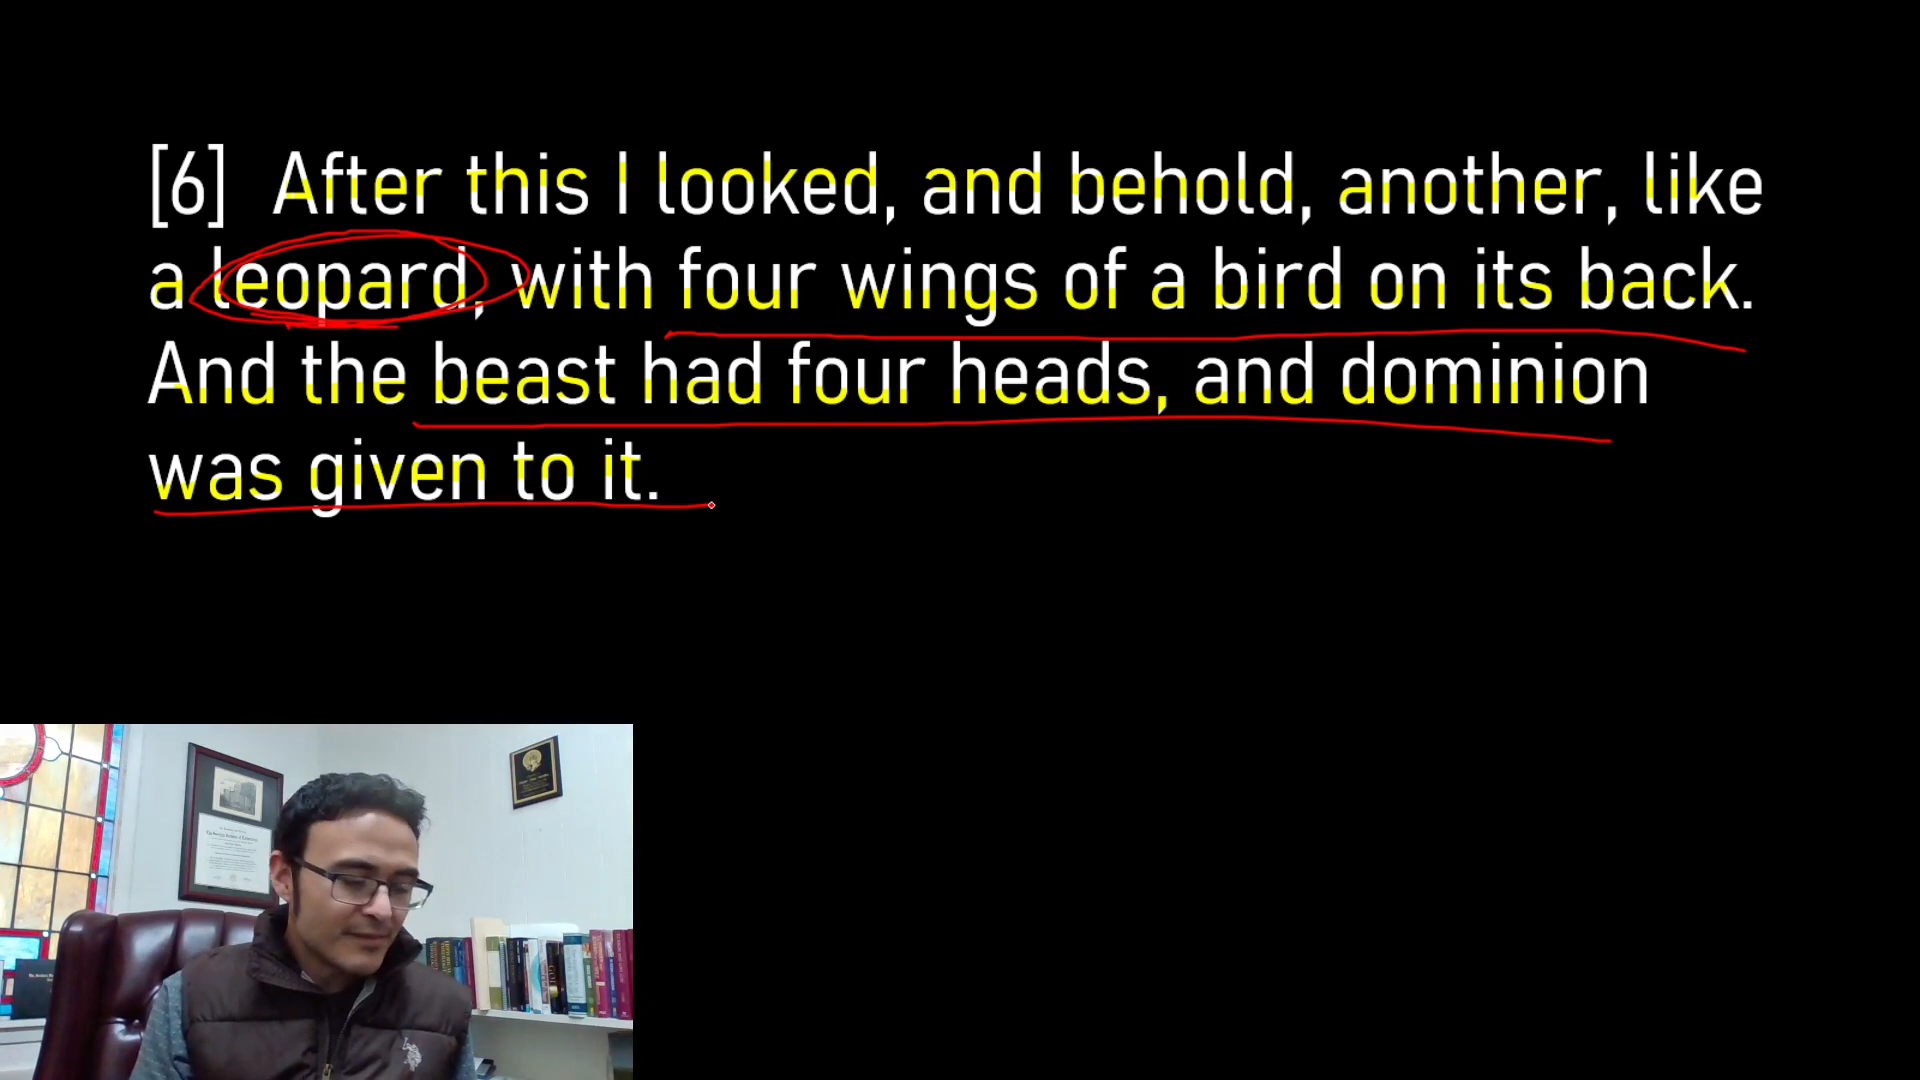 [6] After this I looked, and behold, another, like
a leopard, with four wings of a bird on its back.
And the beast had four heads, and dominion
was given to it.